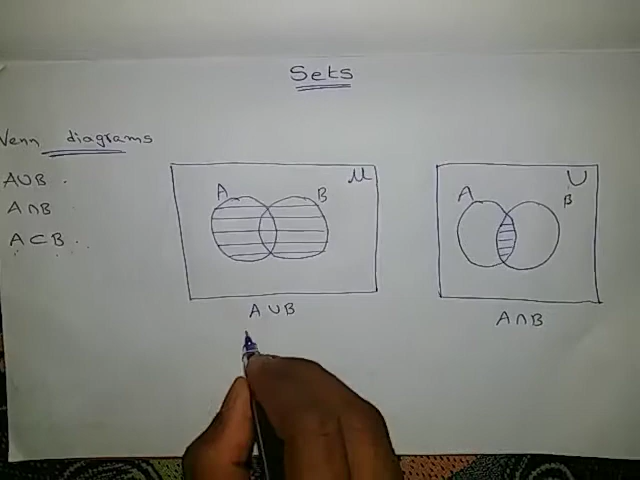 Sets
Venn diagrams
A∪B .
A∩B
A⊂B ..
A B μ
A ∪ B
A B U
A ∩ B